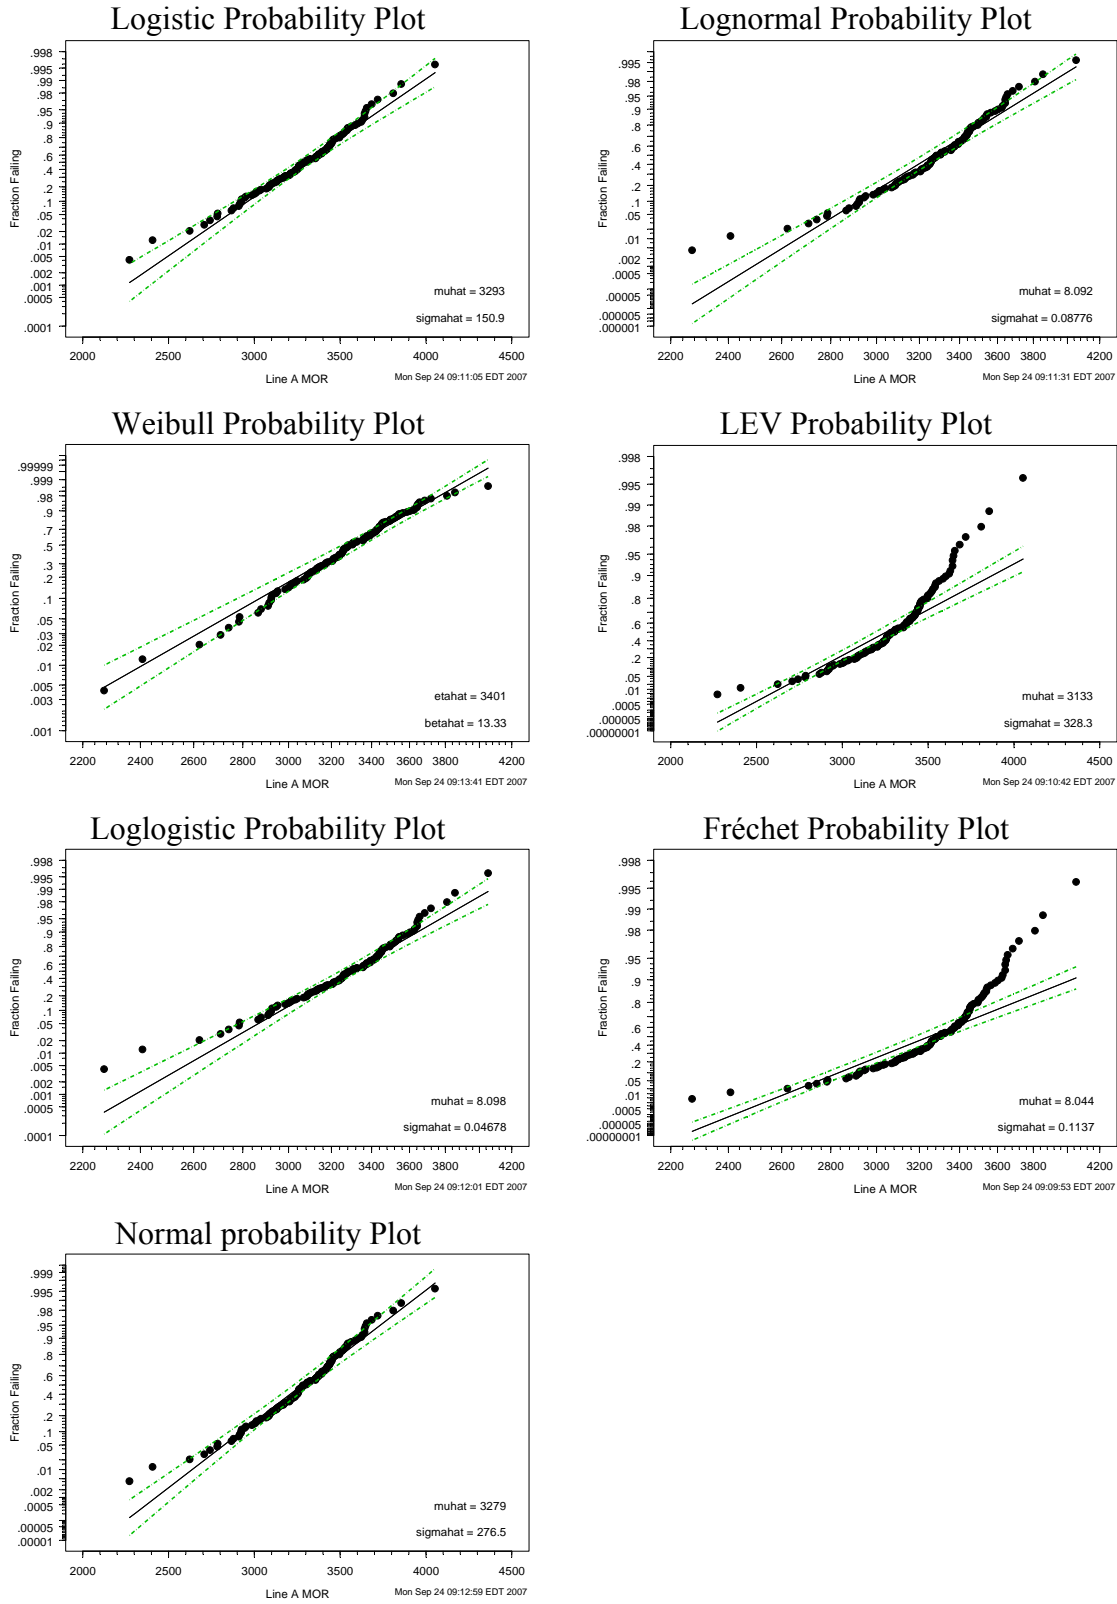 Logistic Probability Plot
.998
.995
.99
.98
.95
.9
.8
.6
.4
.2
.1
.05
.02
.01
.005
.002
.001
.0005
.0001
Fraction Failing
muhat = 3293
sigmahat = 150.9
2000 2500 3000 3500 4000 4500
Line A MOR
Mon Sep 24 09:11:05 EDT 2007
Lognormal Probability Plot
.995
.98
.95
.9
.8
.6
.4
.2
.1
.05
.01
.002
.0005
.00005
.000005
.000001
Fraction Failing
muhat = 8.092
sigmahat = 0.08776
2200 2400 2600 2800 3000 3200 3400 3600 3800 4200
Line A MOR
Mon Sep 24 09:11:31 EDT 2007
Weibull Probability Plot
.99999
.999
.98
.9
.7
.5
.3
.2
.1
.05
.03
.02
.01
.005
.003
.001
Fraction Failing
etahat = 3401
betahat = 13.33
2200 2400 2600 2800 3000 3200 3400 3600 3800 4200
Line A MOR
Mon Sep 24 09:13:41 EDT 2007
LEV Probability Plot
.998
.995
.99
.98
.95
.9
.8
.6
.4
.2
.05
.01
.0005
.000005
.00000001
Fraction Failing
muhat = 3133
sigmahat = 328.3
2000 2500 3000 3500 4000 4500
Line A MOR
Mon Sep 24 09:10:42 EDT 2007
Loglogistic Probability Plot
.998
.995
.99
.98
.95
.9
.8
.6
.4
.2
.1
.05
.02
.01
.005
.002
.001
.0005
.0001
Fraction Failing
muhat = 8.098
sigmahat = 0.04678
2200 2400 2600 2800 3000 3200 3400 3600 3800 4200
Line A MOR
Mon Sep 24 09:12:01 EDT 2007
Fréchet Probability Plot
.998
.995
.99
.98
.95
.9
.8
.6
.4
.2
.05
.01
.0005
.000005
.00000001
Fraction Failing
muhat = 8.044
sigmahat = 0.1137
2200 2400 2600 2800 3000 3200 3400 3600 3800 4200
Line A MOR
Mon Sep 24 09:09:53 EDT 2007
Normal probability Plot
.999
.995
.98
.95
.9
.8
.6
.4
.2
.1
.05
.01
.002
.0005
.00005
.00001
Fraction Failing
muhat = 3279
sigmahat = 276.5
2000 2500 3000 3500 4000 4500
Line A MOR
Mon Sep 24 09:12:59 EDT 2007